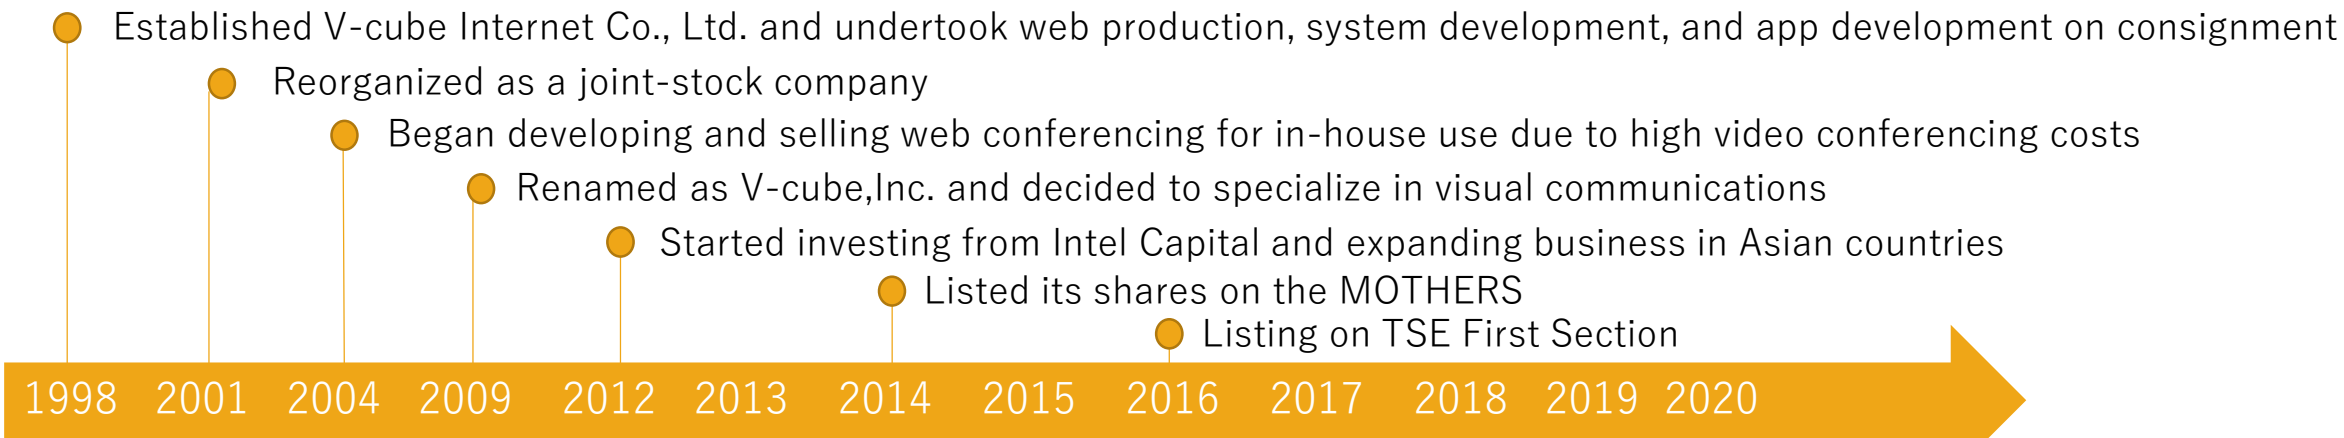 Established V-cube Internet Co., Ltd. and undertook web production, system development, and app development on consignment
Reorganized as a joint-stock company
Began developing and selling web conferencing for in-house use due to high video conferencing costs
Renamed as V-cube,Inc. and decided to specialize in visual communications
Started investing from Intel Capital and expanding business in Asian countries
Listed its shares on the MOTHERS
Listing on TSE First Section
1998 2001 2004 2009 2012 2013 2014 2015 2016 2017 2018 2019 2020